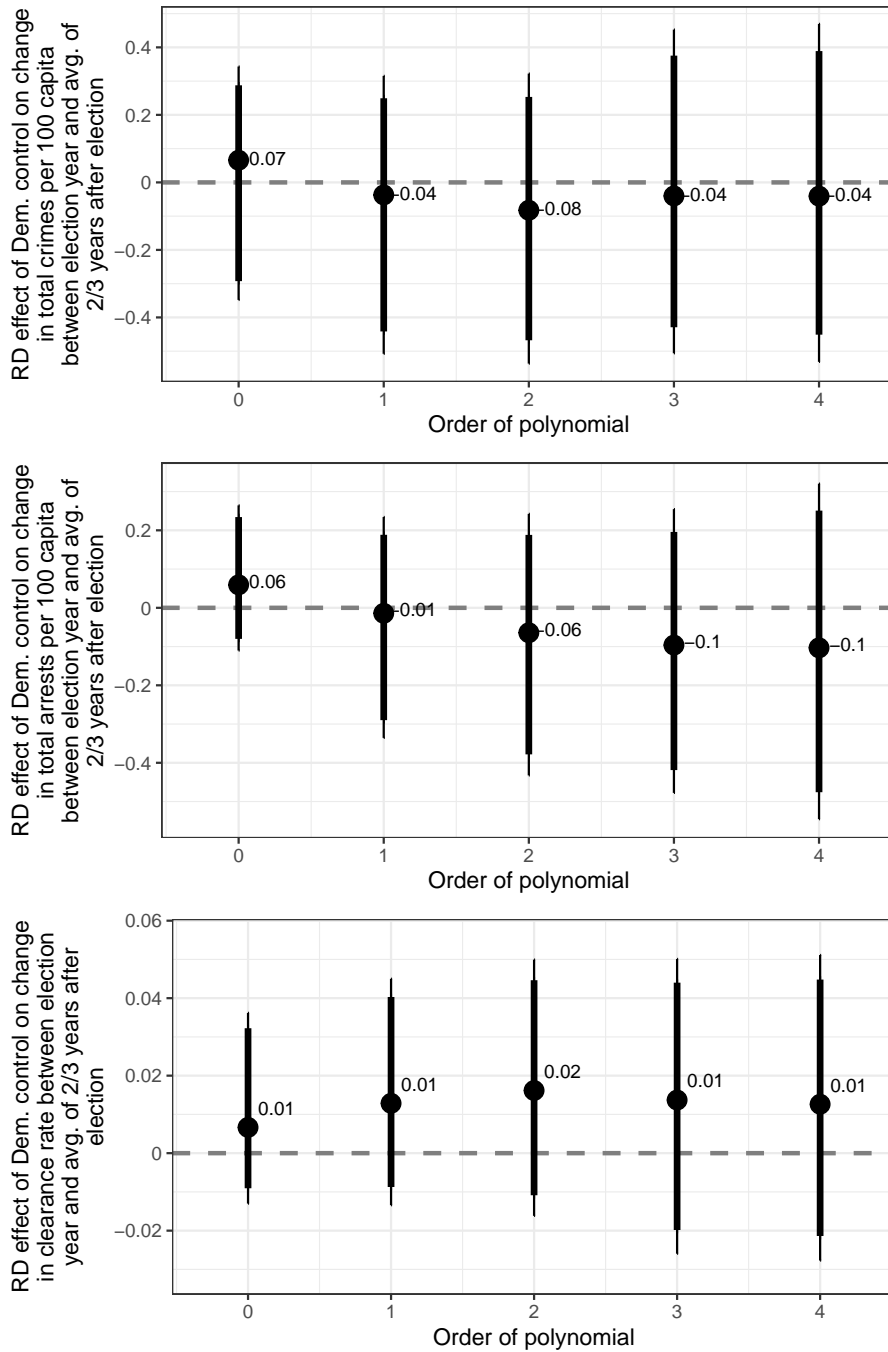 RD effect of Dem. control on change
in total crimes per 100 capita
between election year and avg. of
2/3 years after election
0.4
0.2
0
−0.2
−0.4
0.07
−0.04
−0.08
−0.04
−0.04
0 1 2 3 4
Order of polynomial
RD effect of Dem. control on change
in total arrests per 100 capita
between election year and avg. of
2/3 years after election
0.2
0
−0.2
−0.4
0.06
−0.01
−0.06
−0.1
−0.1
0 1 2 3 4
Order of polynomial
RD effect of Dem. control on change
in clearance rate between election
year and avg. of 2/3 years after
election
0.06
0.04
0.02
0
−0.02
0.01
0.01
0.02
0.01
0.01
0 1 2 3 4
Order of polynomial